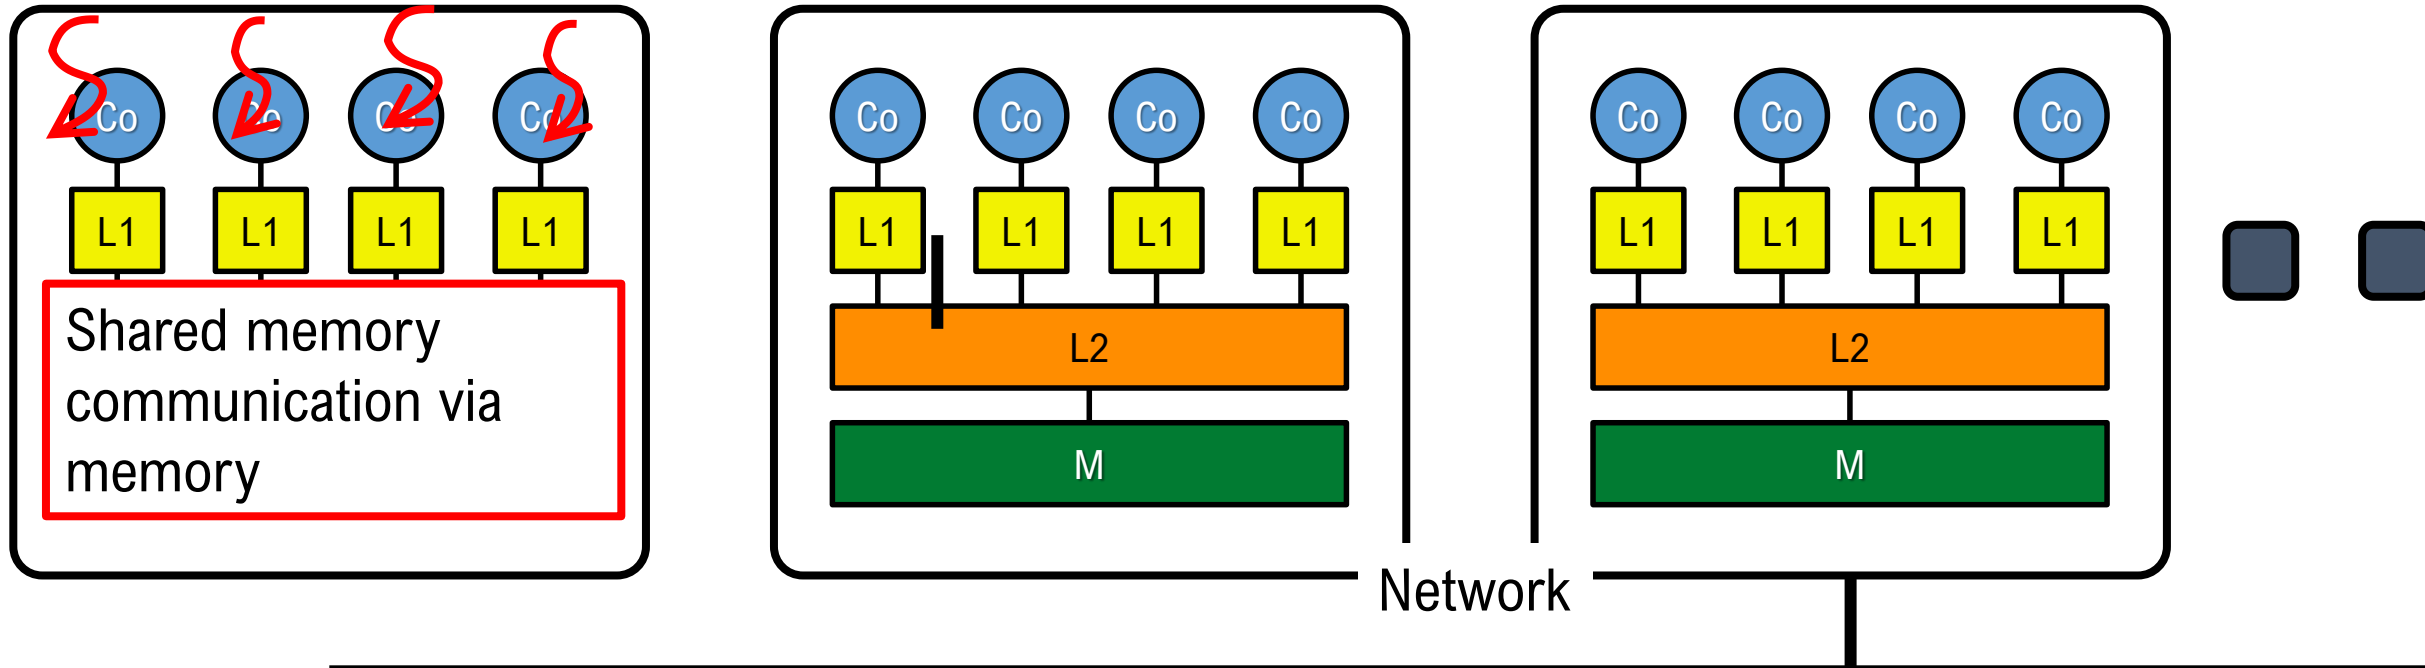 Co Co Co Co Co Co Co Co Co Co Co Co
L1 L1 L1 L1 L1 L1 L1 L1 L1 L1 L1 L1
Shared memory
communication via
memory
L2 L2
M M
Network